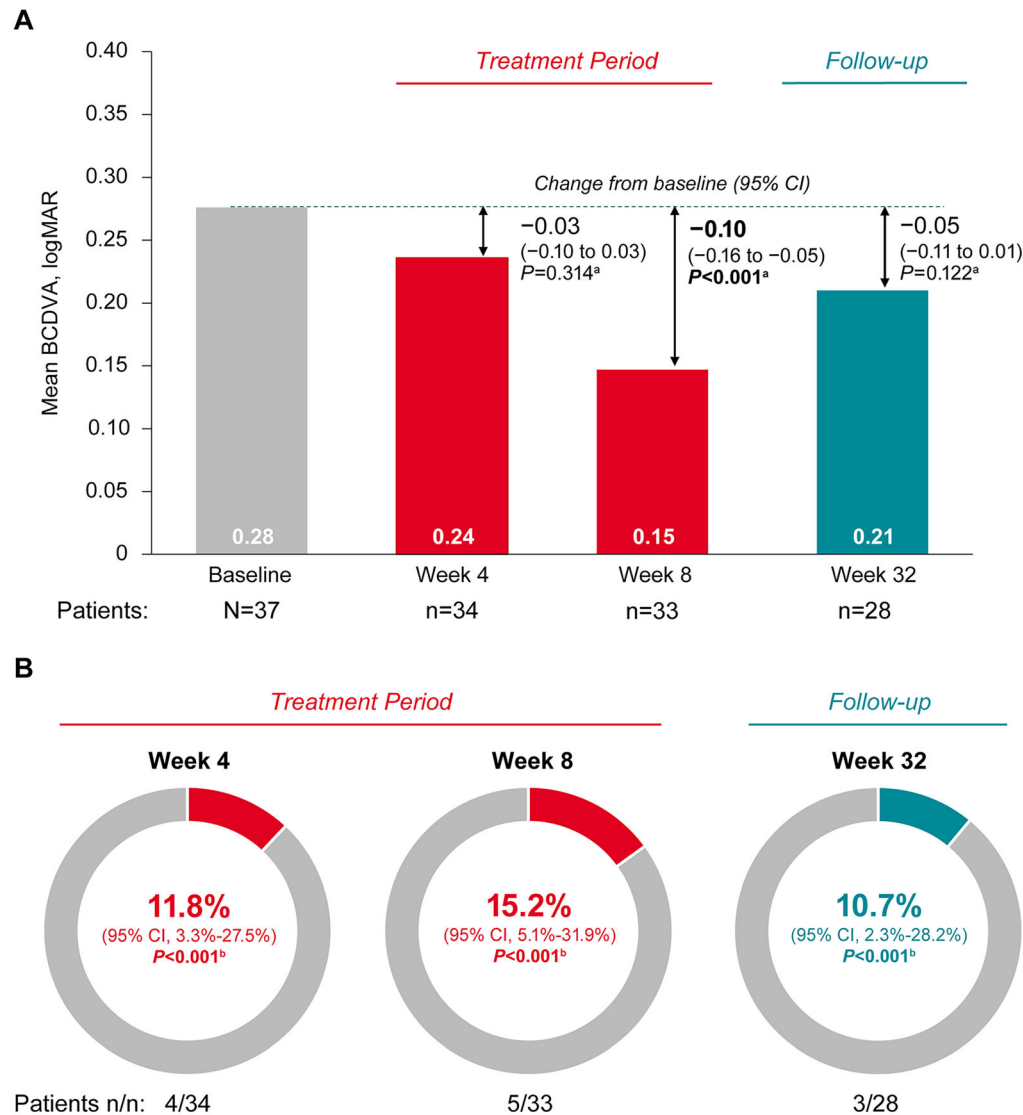 A
Treatment Period
Follow-up
Mean BCDVA, logMAR
0.40
0.35
0.30
0.25
0.20
0.15
0.10
0.05
0
Change from baseline (95% CI)
−0.03
(−0.10 to 0.03)
P=0.314ᵃ
−0.10
(−0.16 to −0.05)
P<0.001ᵃ
−0.05
(−0.11 to 0.01)
P=0.122ᵃ
0.28
0.24
0.15
0.21
Baseline
Week 4
Week 8
Week 32
Patients: N=37 n=34 n=33 n=28
B
Treatment Period
Follow-up
Week 4
11.8%
(95% CI, 3.3%-27.5%)
P<0.001ᵇ
Week 8
15.2%
(95% CI, 5.1%-31.9%)
P<0.001ᵇ
Week 32
10.7%
(95% CI, 2.3%-28.2%)
P<0.001ᵇ
Patients n/n: 4/34 5/33 3/28